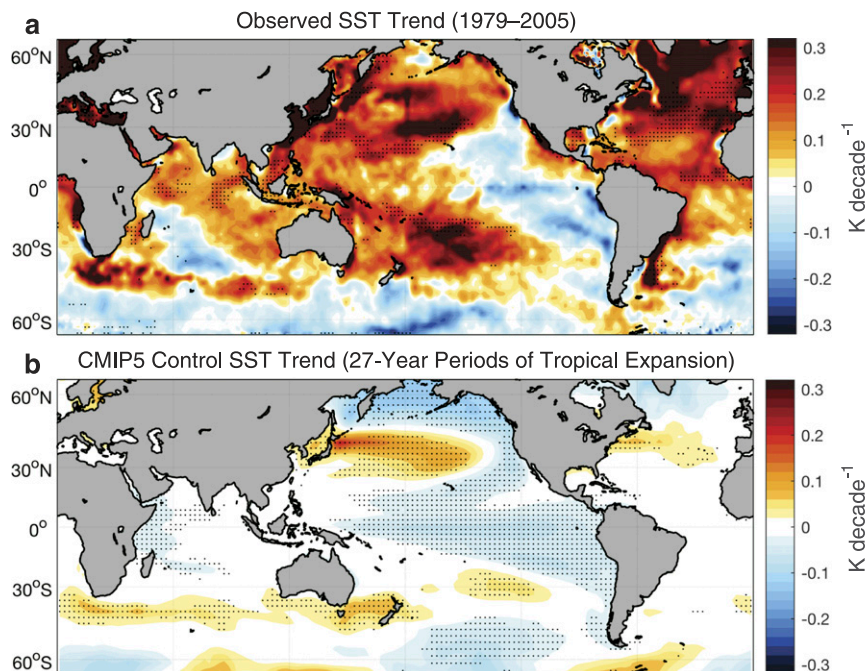 a Observed SST Trend (1979–2005)
60°N
30°N
0°
30°S
60°S
0.3
0.2
0.1
0
-0.1
-0.2
-0.3
K decade⁻¹
b CMIP5 Control SST Trend (27-Year Periods of Tropical Expansion)
60°N
30°N
0°
30°S
60°S
0.3
0.2
0.1
0
-0.1
-0.2
-0.3
K decade⁻¹